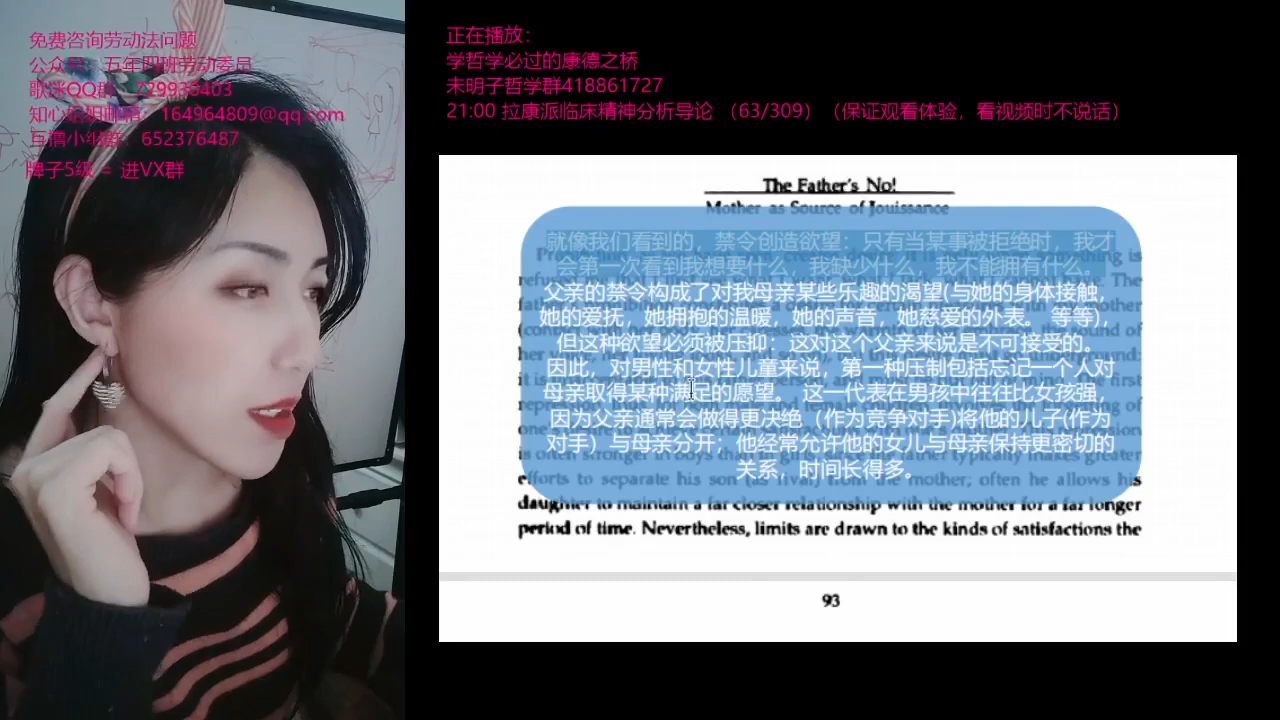 免费咨询劳动法问题
公众号：五年四班劳动委员
歌咪QQ群：729930403
164964809@qq.com
652376487
牌子5级 = 进VX群
正在播放：
学哲学必过的康德之桥
未明子哲学群418861727
21:00 拉康派临床精神分析导论 （63/309）（保证观看体验，看视频时不说话）
The Father's No!
Mother as Source of Jouissance
就像我们看到的，禁令创造欲望：只有当某事被拒绝时，我才
会第一次看到我想要什么，我缺少什么，我不能拥有什么。
父亲的禁令构成了对我母亲某些乐趣的渴望(与她的身体接触，
她的爱抚，她拥抱的温暖，她的声音，她慈爱的外表。 等等)，
但这种欲望必须被压抑：这对这个父亲来说是不可接受的。
因此，对男性和女性儿童来说，第一种压制包括忘记一个人对
母亲取得某种满足的愿望。 这一代表在男孩中往往比女孩强，
因为父亲通常会做得更决绝（作为竞争对手)将他的儿子(作为
对手）与母亲分开；他经常允许他的女儿与母亲保持更密切的
关系，时间长得多。
efforts to separate his son (as rival) from the mother; often he allows his
daughter to maintain a far closer relationship with the mother for a far longer
period of time. Nevertheless, limits are drawn to the kinds of satisfactions the
93